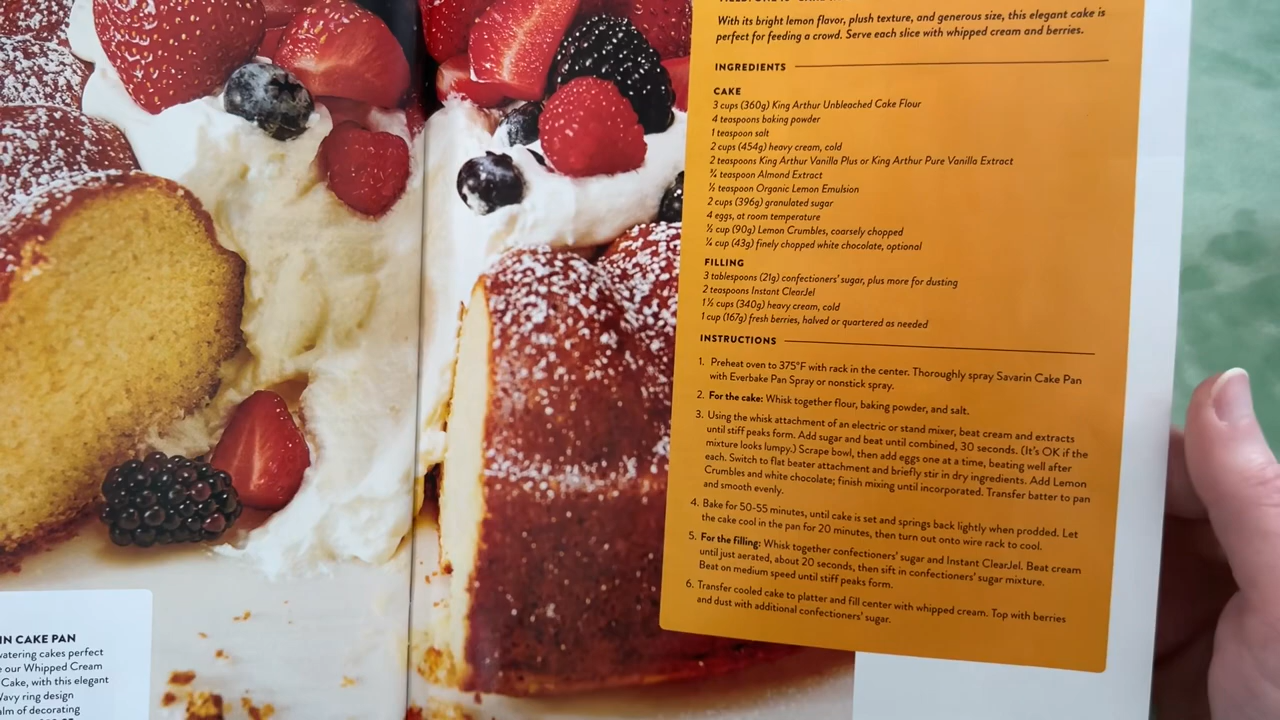 With its bright lemon flavor, plush texture, and generous size, this elegant cake is
perfect for feeding a crowd. Serve each slice with whipped cream and berries.
INGREDIENTS
CAKE
3 cups (360g) King Arthur Unbleached Cake Flour
4 teaspoons baking powder
1 teaspoon salt
2 cups (454g) heavy cream, cold
2 teaspoons King Arthur Vanilla Plus or King Arthur Pure Vanilla Extract
¾ teaspoon Almond Extract
½ teaspoon Organic Lemon Emulsion
2 cups (396g) granulated sugar
4 eggs, at room temperature
½ cup (90g) Lemon Crumbles, coarsely chopped
¼ cup (43g) finely chopped white chocolate, optional
FILLING
3 tablespoons (21g) confectioners' sugar, plus more for dusting
2 teaspoons Instant ClearJel
1 ½ cups (340g) heavy cream, cold
1 cup (167g) fresh berries, halved or quartered as needed
INSTRUCTIONS
1. Preheat oven to 375°F with rack in the center. Thoroughly spray Savarin Cake Pan
with Everbake Pan Spray or nonstick spray.
2. For the cake: Whisk together flour, baking powder, and salt.
3. Using the whisk attachment of an electric or stand mixer, beat cream and extracts
until stiff peaks form. Add sugar and beat until combined, 30 seconds. (It's OK if the
mixture looks lumpy.) Scrape bowl, then add eggs one at a time, beating well after
each. Switch to flat beater attachment and briefly stir in dry ingredients. Add Lemon
Crumbles and white chocolate; finish mixing until incorporated. Transfer batter to pan
and smooth evenly.
4. Bake for 50-55 minutes, until cake is set and springs back lightly when prodded. Let
the cake cool in the pan for 20 minutes, then turn out onto wire rack to cool.
5. For the filling: Whisk together confectioners' sugar and Instant ClearJel. Beat cream
until just aerated, about 20 seconds, then sift in confectioners' sugar mixture.
Beat on medium speed until stiff peaks form.
6. Transfer cooled cake to platter and fill center with whipped cream. Top with berries
and dust with additional confectioners' sugar.
IN CAKE PAN
watering cakes perfect
our Whipped Cream
Cake, with this elegant
ring design
of decorating